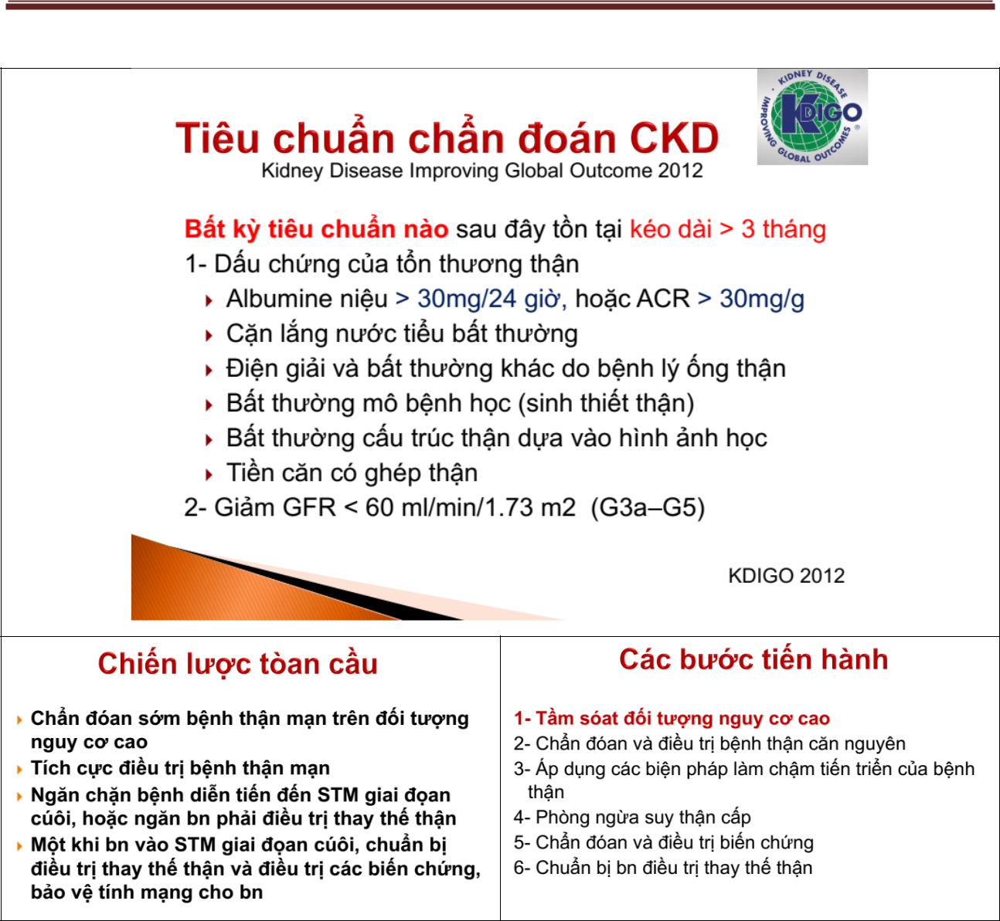 Tiêu chuẩn chẩn đoán CKD
Kidney Disease Improving Global Outcome 2012
KIDNEY DISEASE
KDIGO
IMPROVING GLOBAL OUTCOMES
®
Bất kỳ tiêu chuẩn nào sau đây tồn tại kéo dài > 3 tháng
1- Dấu chứng của tổn thương thận
Albumine niệu > 30mg/24 giờ, hoặc ACR > 30mg/g
Cặn lắng nước tiểu bất thường
Điện giải và bất thường khác do bệnh lý ống thận
Bất thường mô bệnh học (sinh thiết thận)
Bất thường cấu trúc thận dựa vào hình ảnh học
Tiền căn có ghép thận
2- Giảm GFR < 60 ml/min/1.73 m2 (G3a–G5)
KDIGO 2012
Chiến lược tòan cầu
Chẩn đóan sớm bệnh thận mạn trên đối tượng
nguy cơ cao
Tích cực điều trị bệnh thận mạn
Ngăn chặn bệnh diễn tiến đến STM giai đọan
cúôi, hoặc ngăn bn phải điều trị thay thế thận
Một khi bn vào STM giai đọan cúôi, chuẩn bị
điều trị thay thế thận và điều trị các biến chứng,
bảo vệ tính mạng cho bn
Các bước tiến hành
1- Tầm sóat đối tượng nguy cơ cao
2- Chẩn đóan và điều trị bệnh thận căn nguyên
3- Áp dụng các biện pháp làm chậm tiến triển của bệnh
thận
4- Phòng ngừa suy thận cấp
5- Chẩn đóan và điều trị biến chứng
6- Chuẩn bị bn điều trị thay thế thận